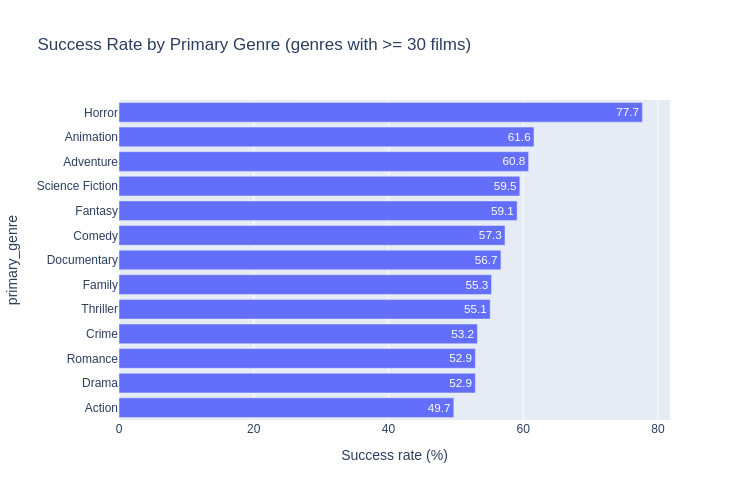 Success Rate by Primary Genre (genres with >= 30 films)
primary_genre
Horror 77.7
Animation 61.6
Adventure 60.8
Science Fiction 59.5
Fantasy 59.1
Comedy 57.3
Documentary 56.7
Family 55.3
Thriller 55.1
Crime 53.2
Romance 52.9
Drama 52.9
Action 49.7
0 20 40 60 80
Success rate (%)